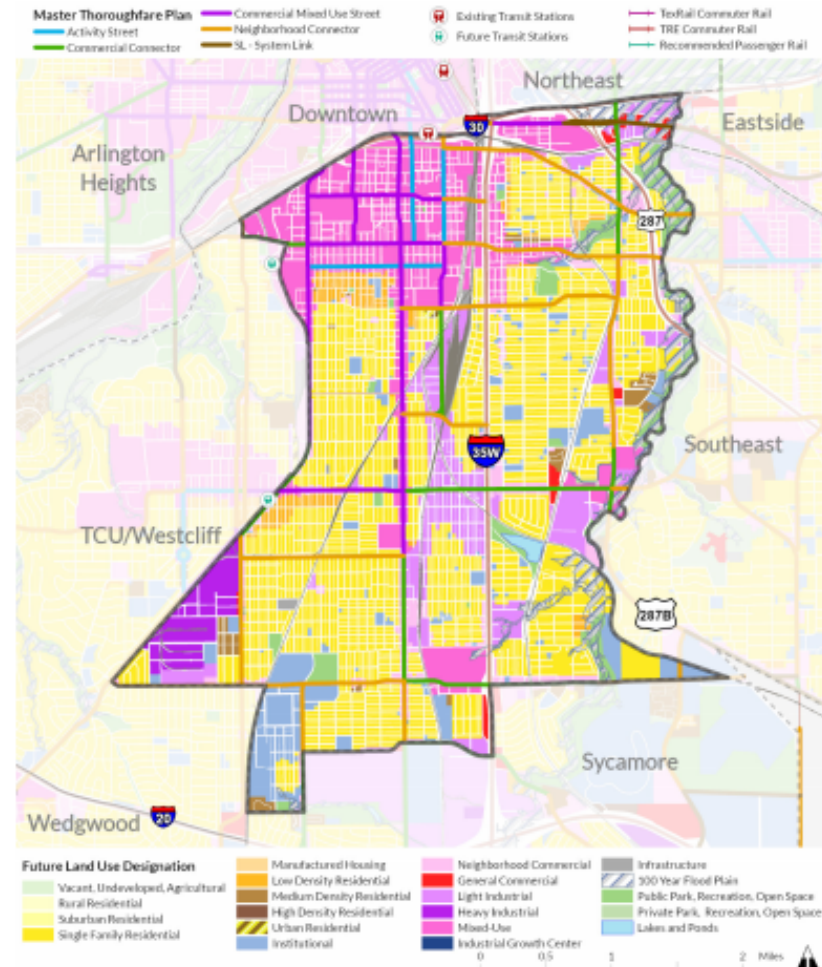 Master Thoroughfare Plan
Activity Street
Commercial Connector
Commercial Mixed Use Street
Neighborhood Connector
SL - System Link
Existing Transit Stations
Future Transit Stations
TexRail Commuter Rail
TRE Commuter Rail
Recommended Passenger Rail
Northeast
Downtown
30
Eastside
Arlington
Heights
287
35W
Southeast
TCU/Westcliff
287B
Sycamore
Wedgwood
20
Future Land Use Designation
Vacant, Undeveloped, Agricultural
Rural Residential
Suburban Residential
Single Family Residential
Manufactured Housing
Low Density Residential
Medium Density Residential
High Density Residential
Urban Residential
Institutional
Neighborhood Commercial
General Commercial
Light Industrial
Heavy Industrial
Mixed-Use
Industrial Growth Center
Infrastructure
100 Year Flood Plain
Public Park, Recreation, Open Space
Private Park, Recreation, Open Space
Lakes and Ponds
0 0.5 1 2 Miles